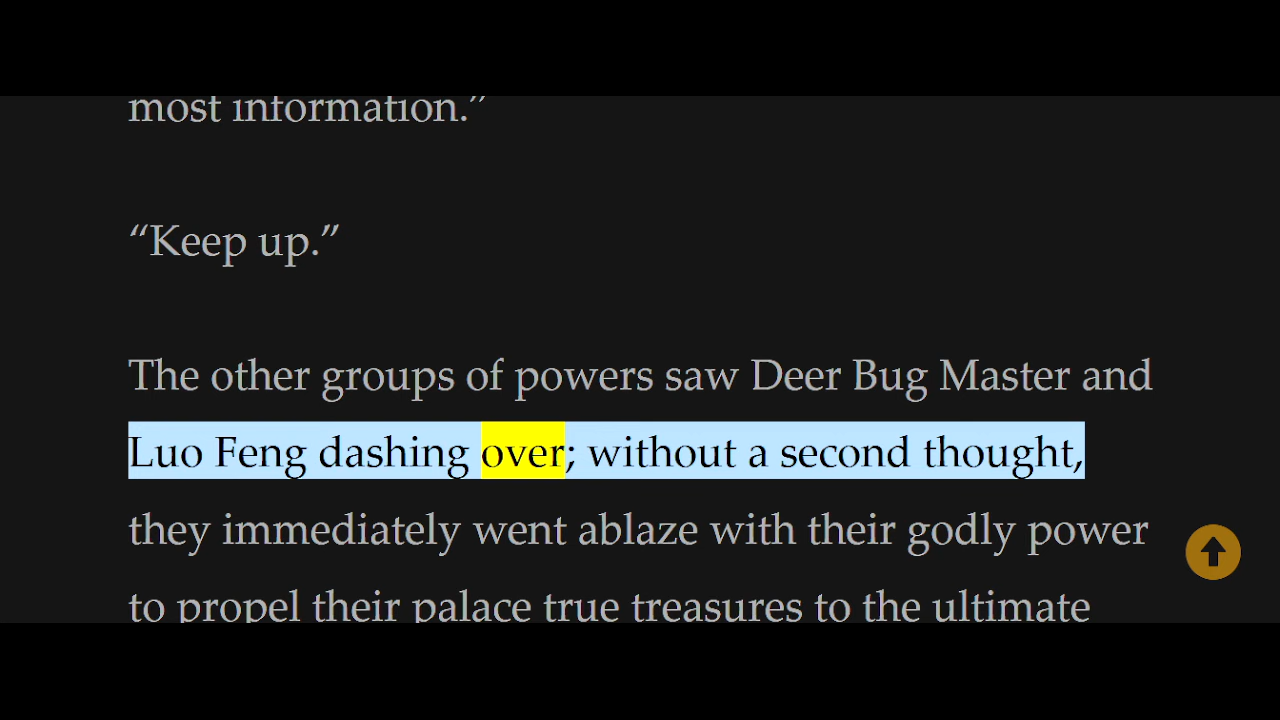 most information.”
“Keep up.”
The other groups of powers saw Deer Bug Master and
Luo Feng dashing over; without a second thought,
they immediately went ablaze with their godly power
to propel their palace true treasures to the ultimate